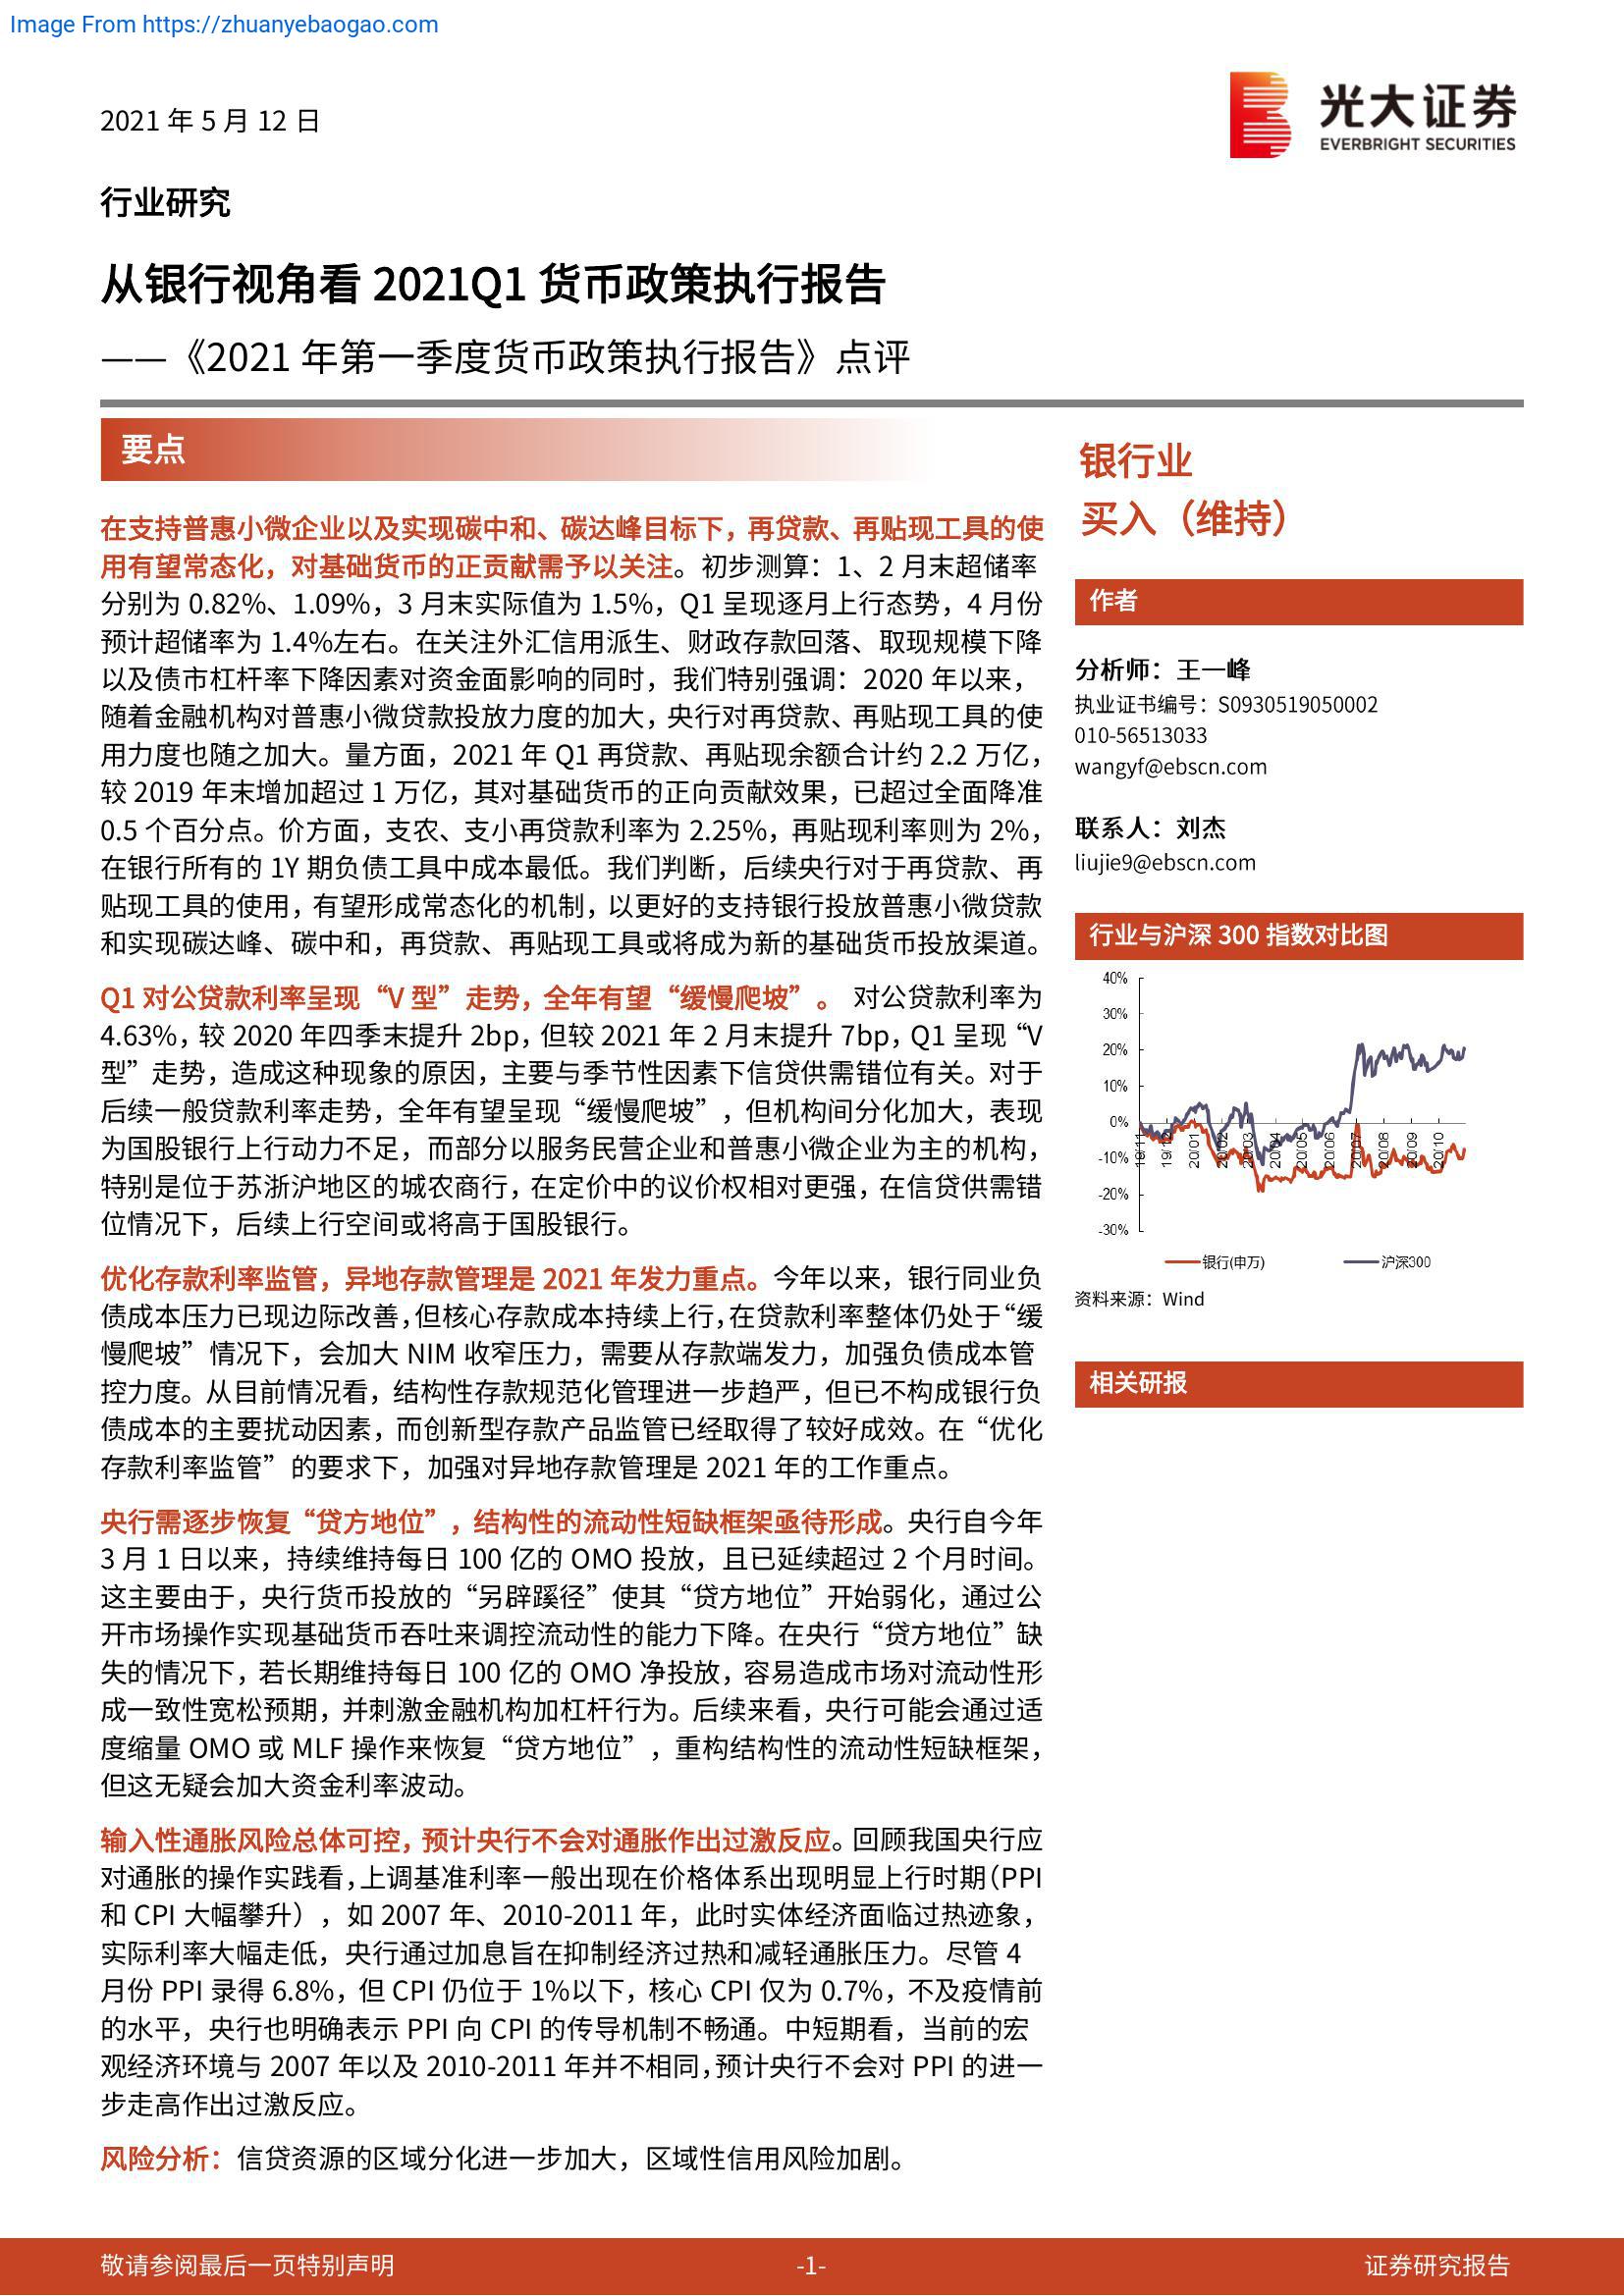 Image From https://zhuanyebaogao.com
2021 年 5 月 12 日
光大证券
EVERBRIGHT SECURITIES
行业研究
从银行视角看 2021Q1 货币政策执行报告
——《2021 年第一季度货币政策执行报告》点评
要点
在支持普惠小微企业以及实现碳中和、碳达峰目标下，再贷款、再贴现工具的使
用有望常态化，对基础货币的正贡献需予以关注。初步测算：1、2 月末超储率
分别为 0.82%、1.09%，3 月末实际值为 1.5%，Q1 呈现逐月上行态势，4 月份
预计超储率为 1.4%左右。在关注外汇信用派生、财政存款回落、取现规模下降
以及债市杠杆率下降因素对资金面影响的同时，我们特别强调：2020 年以来，
随着金融机构对普惠小微贷款投放力度的加大，央行对再贷款、再贴现工具的使
用力度也随之加大。量方面，2021 年 Q1 再贷款、再贴现余额合计约 2.2 万亿，
较 2019 年末增加超过 1 万亿，其对基础货币的正向贡献效果，已超过全面降准
0.5 个百分点。价方面，支农、支小再贷款利率为 2.25%，再贴现利率则为 2%，
在银行所有的 1Y 期负债工具中成本最低。我们判断，后续央行对于再贷款、再
贴现工具的使用，有望形成常态化的机制，以更好的支持银行投放普惠小微贷款
和实现碳达峰、碳中和，再贷款、再贴现工具或将成为新的基础货币投放渠道。
Q1 对公贷款利率呈现“V 型”走势，全年有望“缓慢爬坡”。 对公贷款利率为
4.63%，较 2020 年四季末提升 2bp，但较 2021 年 2 月末提升 7bp，Q1 呈现“V
型”走势，造成这种现象的原因，主要与季节性因素下信贷供需错位有关。对于
后续一般贷款利率走势，全年有望呈现“缓慢爬坡”，但机构间分化加大，表现
为国股银行上行动力不足，而部分以服务民营企业和普惠小微企业为主的机构，
特别是位于苏浙沪地区的城农商行，在定价中的议价权相对更强，在信贷供需错
位情况下，后续上行空间或将高于国股银行。
优化存款利率监管，异地存款管理是 2021 年发力重点。今年以来，银行同业负
债成本压力已现边际改善，但核心存款成本持续上行，在贷款利率整体仍处于“缓
慢爬坡”情况下，会加大 NIM 收窄压力，需要从存款端发力，加强负债成本管
控力度。从目前情况看，结构性存款规范化管理进一步趋严，但已不构成银行负
债成本的主要扰动因素，而创新型存款产品监管已经取得了较好成效。在“优化
存款利率监管”的要求下，加强对异地存款管理是 2021 年的工作重点。
央行需逐步恢复“贷方地位”，结构性的流动性短缺框架亟待形成。央行自今年
3 月 1 日以来，持续维持每日 100 亿的 OMO 投放，且已延续超过 2 个月时间。
这主要由于，央行货币投放的“另辟蹊径”使其“贷方地位”开始弱化，通过公
开市场操作实现基础货币吞吐来调控流动性的能力下降。在央行“贷方地位”缺
失的情况下，若长期维持每日 100 亿的 OMO 净投放，容易造成市场对流动性形
成一致性宽松预期，并刺激金融机构加杠杆行为。后续来看，央行可能会通过适
度缩量 OMO 或 MLF 操作来恢复“贷方地位”，重构结构性的流动性短缺框架，
但这无疑会加大资金利率波动。
输入性通胀风险总体可控，预计央行不会对通胀作出过激反应。回顾我国央行应
对通胀的操作实践看，上调基准利率一般出现在价格体系出现明显上行时期（PPI
和 CPI 大幅攀升），如 2007 年、2010-2011 年，此时实体经济面临过热迹象，
实际利率大幅走低，央行通过加息旨在抑制经济过热和减轻通胀压力。尽管 4
月份 PPI 录得 6.8%，但 CPI 仍位于 1%以下，核心 CPI 仅为 0.7%，不及疫情前
的水平，央行也明确表示 PPI 向 CPI 的传导机制不畅通。中短期看，当前的宏
观经济环境与 2007 年以及 2010-2011 年并不相同，预计央行不会对 PPI 的进一
步走高作出过激反应。
风险分析：信贷资源的区域分化进一步加大，区域性信用风险加剧。
银行业
买入（维持）
作者
分析师：王一峰
执业证书编号：S0930519050002
010-56513033
wangyf@ebscn.com
联系人：刘杰
liujie9@ebscn.com
行业与沪深 300 指数对比图
40%
30%
20%
10%
0%
-10%
-20%
-30%
19/11
19/12
20/01
20/02
20/03
20/04
20/05
20/06
20/07
20/08
20/09
20/10
银行(申万)
沪深300
资料来源：Wind
相关研报
敬请参阅最后一页特别声明
-1-
证券研究报告